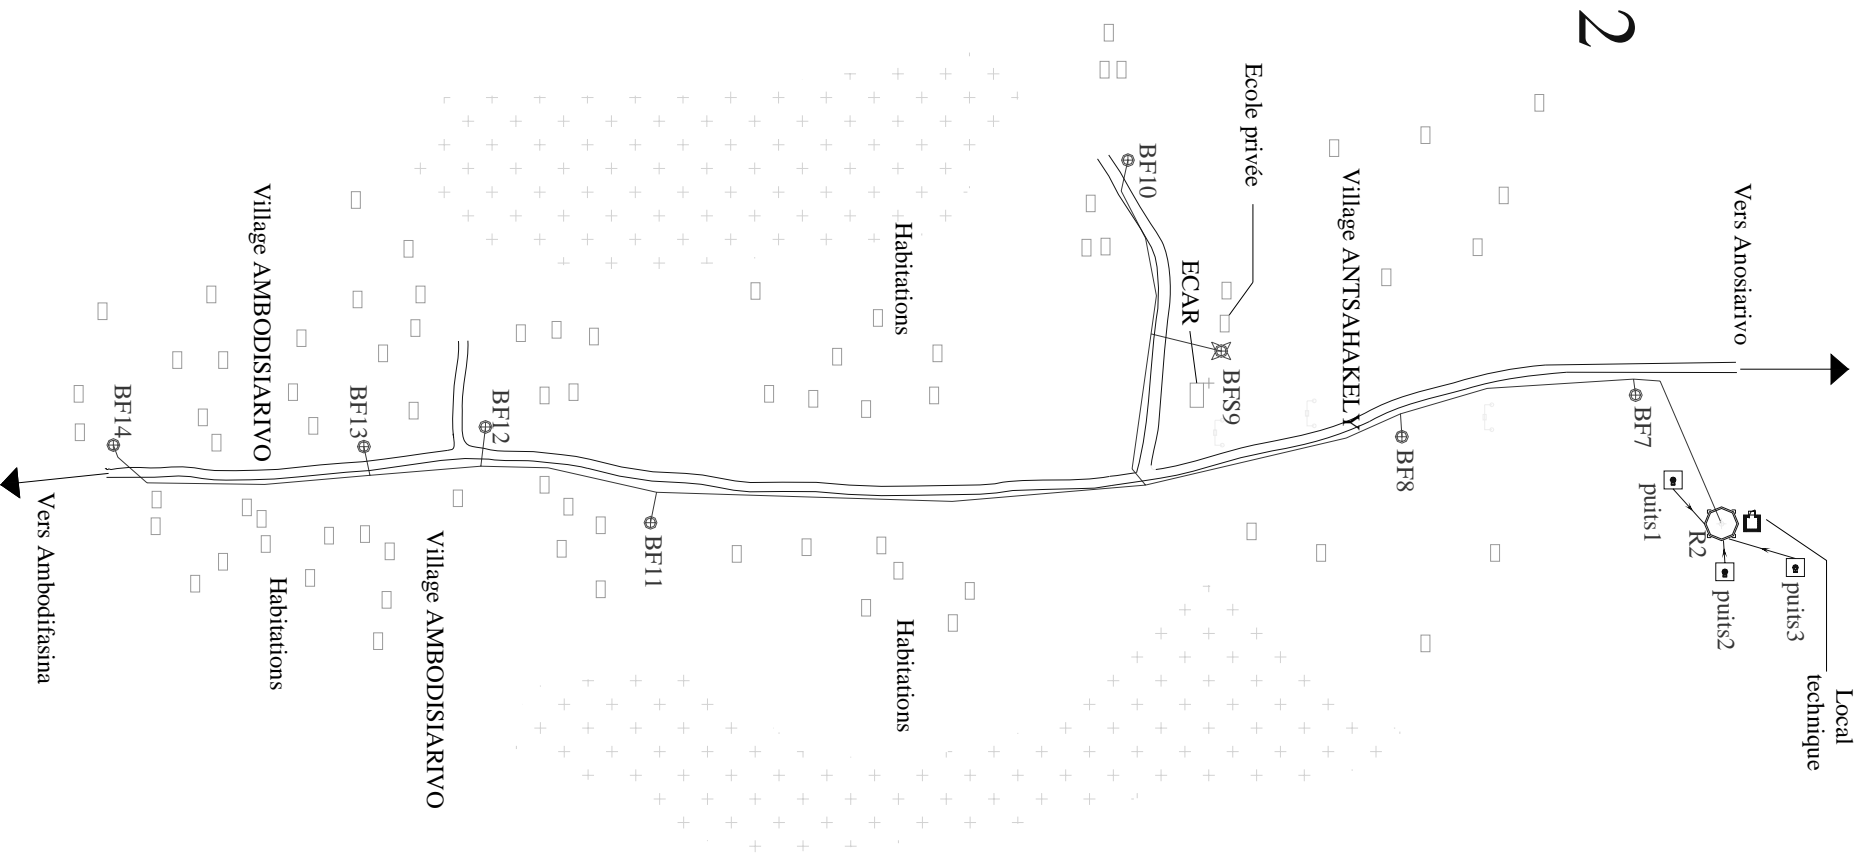 2
Vers Anosiarivo
Local
technique
puits3
puits2
R2
puits1
BF7
BF8
Village ANTSAHAKELY
Ecole privée
BFS9
ECAR
BF10
Habitations
Habitations
BF11
BF12
Village AMBODISIARIVO
BF13
Village AMBODISIARIVO
Habitations
BF14
Vers Ambodifasina